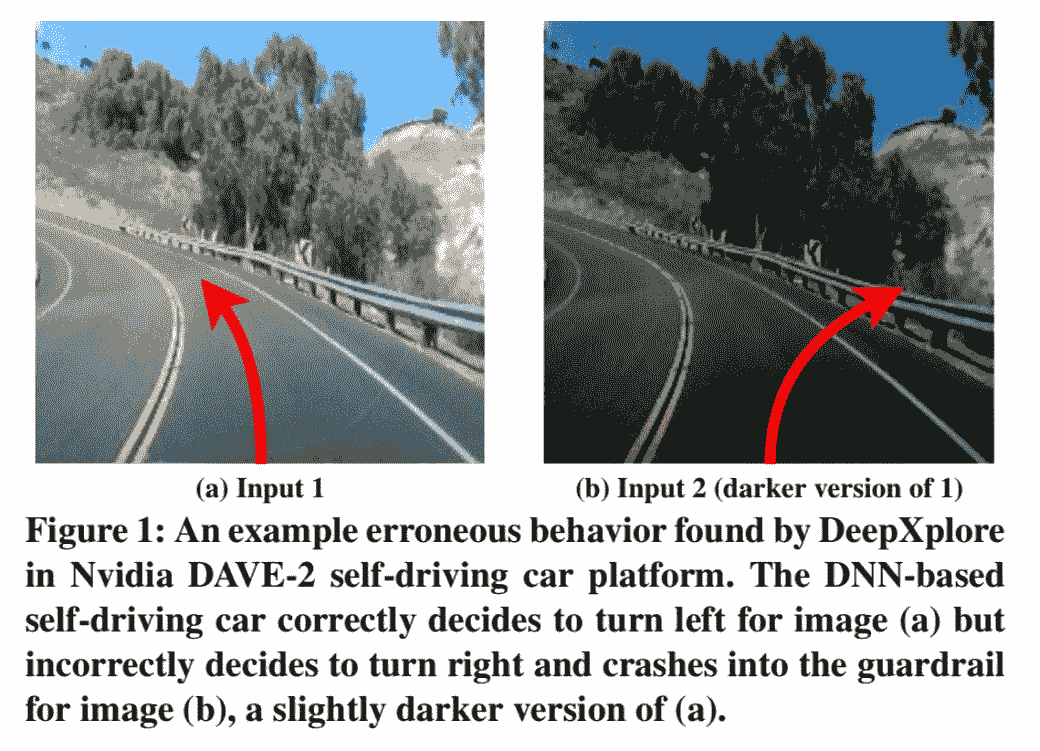 (a) Input 1
(b) Input 2 (darker version of 1)
Figure 1: An example erroneous behavior found by DeepXplore
in Nvidia DAVE-2 self-driving car platform. The DNN-based
self-driving car correctly decides to turn left for image (a) but
incorrectly decides to turn right and crashes into the guardrail
for image (b), a slightly darker version of (a).